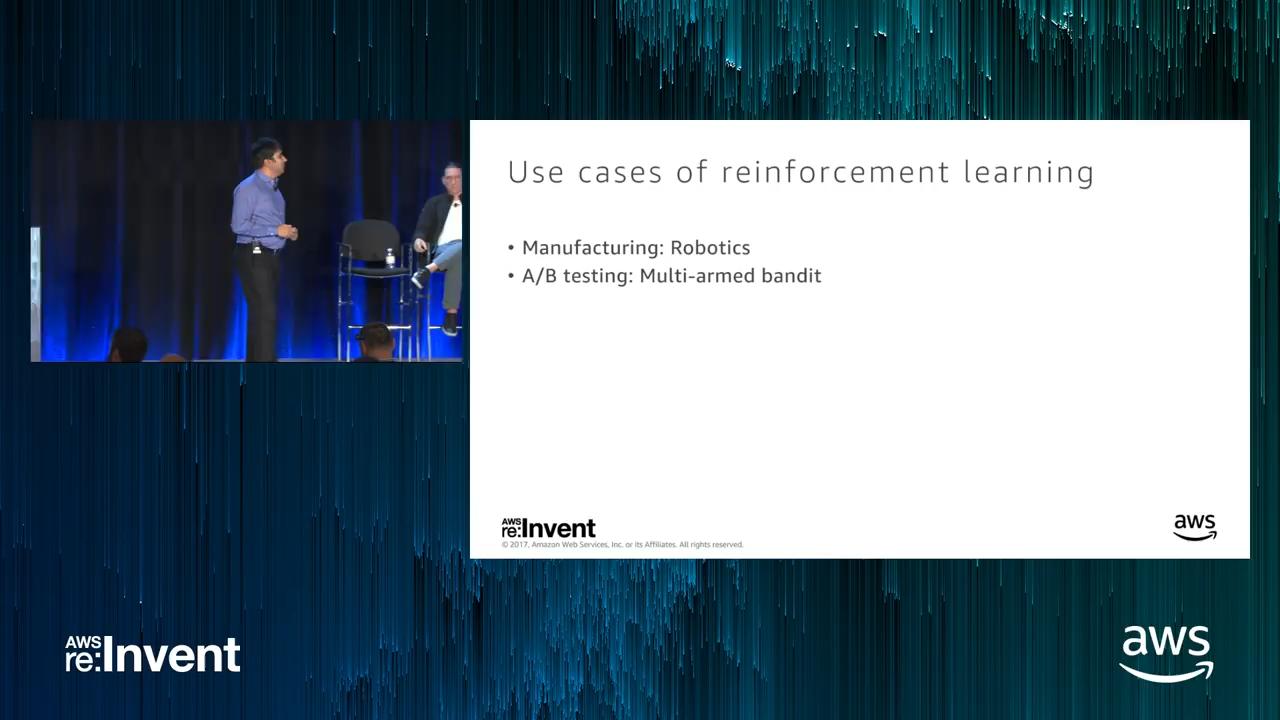 Use cases of reinforcement learning
• Manufacturing: Robotics
• A/B testing: Multi-armed bandit
AWS
re:Invent
© 2017, Amazon Web Services, Inc. or its Affiliates. All rights reserved.
aws
AWS
re:Invent
aws